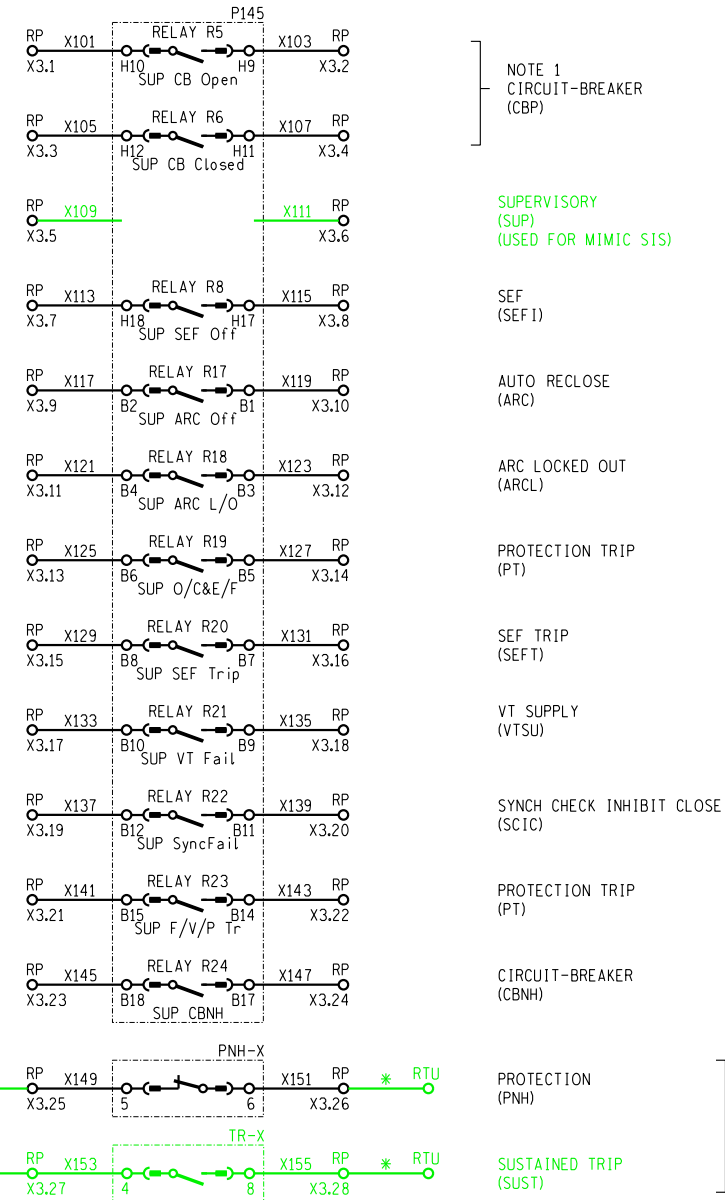 P145
RP X101 RELAY R5 X103 RP
X3.1 H10 H9 X3.2
SUP CB Open
NOTE 1
CIRCUIT-BREAKER
(CBP)
RP X105 RELAY R6 X107 RP
X3.3 H12 H11 X3.4
SUP CB Closed
RP X109 X111 RP
X3.5 X3.6
SUPERVISORY
(SUP)
(USED FOR MIMIC SIS)
RP X113 RELAY R8 X115 RP
X3.7 H18 H17 X3.8
SUP SEF Off
SEF
(SEFI)
RP X117 RELAY R17 X119 RP
X3.9 B2 B1 X3.10
SUP ARC Off
AUTO RECLOSE
(ARC)
RP X121 RELAY R18 X123 RP
X3.11 B4 B3 X3.12
SUP ARC L/O
ARC LOCKED OUT
(ARCL)
RP X125 RELAY R19 X127 RP
X3.13 B6 B5 X3.14
SUP O/C&E/F
PROTECTION TRIP
(PT)
RP X129 RELAY R20 X131 RP
X3.15 B8 B7 X3.16
SUP SEF Trip
SEF TRIP
(SEFT)
RP X133 RELAY R21 X135 RP
X3.17 B10 B9 X3.18
SUP VT Fail
VT SUPPLY
(VTSU)
RP X137 RELAY R22 X139 RP
X3.19 B12 B11 X3.20
SUP SyncFail
SYNCH CHECK INHIBIT CLOSE
(SCIC)
RP X141 RELAY R23 X143 RP
X3.21 B15 B14 X3.22
SUP F/V/P Tr
PROTECTION TRIP
(PT)
RP X145 RELAY R24 X147 RP
X3.23 B18 B17 X3.24
SUP CBNH
CIRCUIT-BREAKER
(CBNH)
PNH-X
RP X149 X151 RP * RTU
X3.25 5 6 X3.26
PROTECTION
(PNH)
TR-X
RP X153 X155 RP * RTU
X3.27 4 8 X3.28
SUSTAINED TRIP
(SUST)